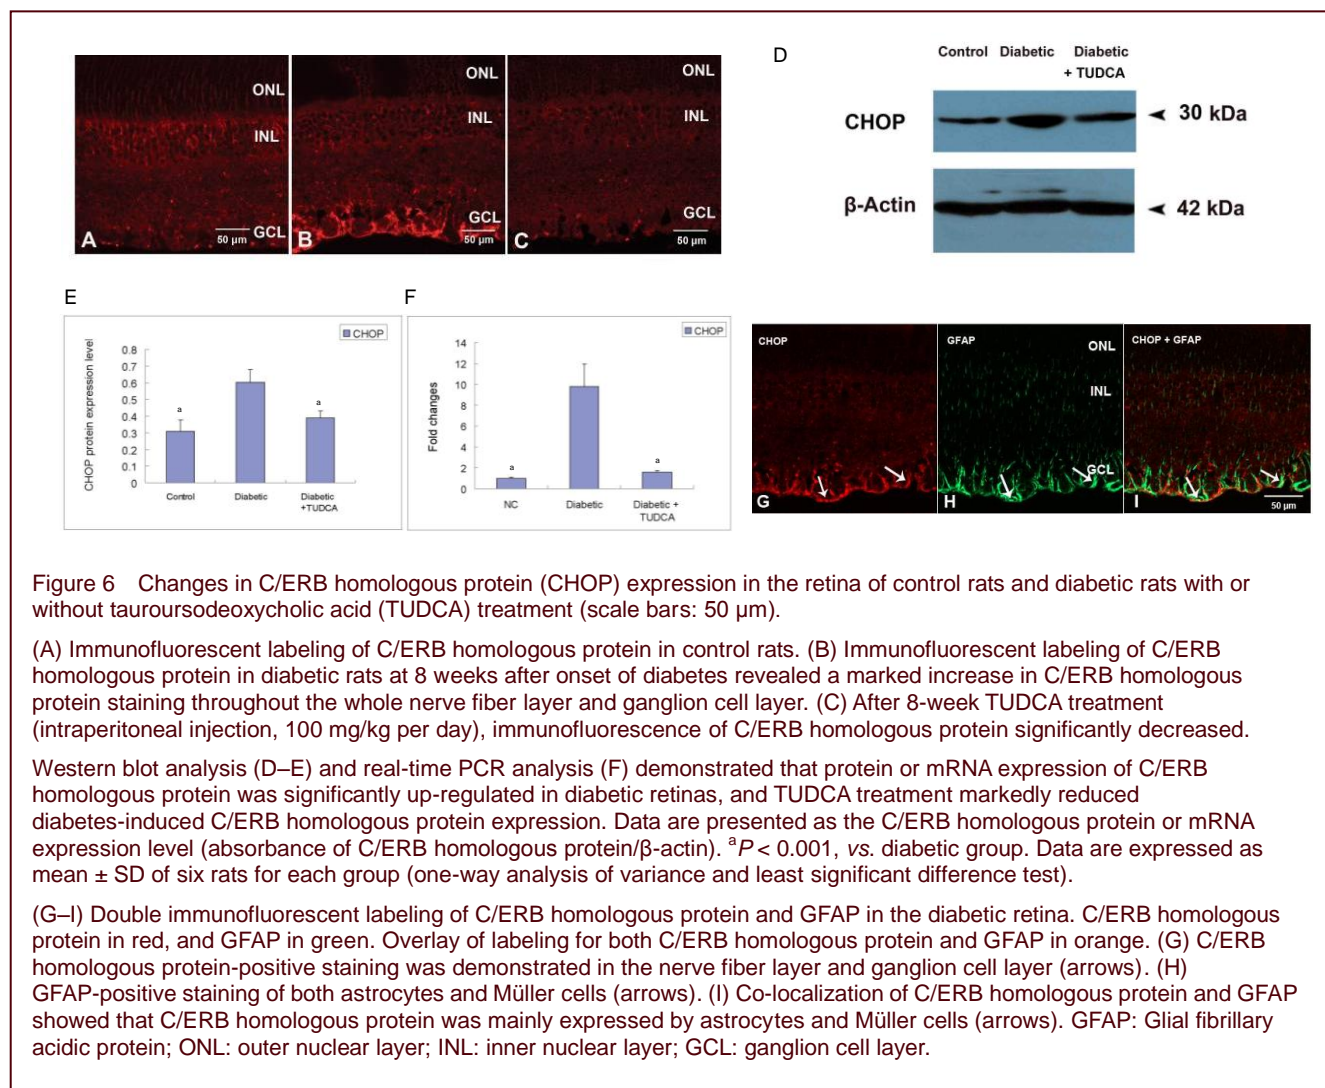 ONL
INL
GCL
50 µm
A
ONL
INL
GCL
50 µm
B
ONL
INL
GCL
50 µm
C
D
Control Diabetic Diabetic
+ TUDCA
CHOP
30 kDa
β-Actin
42 kDa
E
CHOP
CHOP protein expression level
0.8
0.7
0.6
0.5
0.4
0.3
0.2
0.1
0
a
a
Control
Diabetic
Diabetic
+TUDCA
F
CHOP
Fold changes
14
12
10
8
6
4
2
0
a
a
NC
Diabetic
Diabetic +
TUDCA
CHOP
G
GFAP
ONL
INL
GCL
H
CHOP + GFAP
I
50 µm
Figure 6 Changes in C/ERB homologous protein (CHOP) expression in the retina of control rats and diabetic rats with or
without tauroursodeoxycholic acid (TUDCA) treatment (scale bars: 50 µm).
(A) Immunofluorescent labeling of C/ERB homologous protein in control rats. (B) Immunofluorescent labeling of C/ERB
homologous protein in diabetic rats at 8 weeks after onset of diabetes revealed a marked increase in C/ERB homologous
protein staining throughout the whole nerve fiber layer and ganglion cell layer. (C) After 8-week TUDCA treatment
(intraperitoneal injection, 100 mg/kg per day), immunofluorescence of C/ERB homologous protein significantly decreased.
Western blot analysis (D–E) and real-time PCR analysis (F) demonstrated that protein or mRNA expression of C/ERB
homologous protein was significantly up-regulated in diabetic retinas, and TUDCA treatment markedly reduced
diabetes-induced C/ERB homologous protein expression. Data are presented as the C/ERB homologous protein or mRNA
expression level (absorbance of C/ERB homologous protein/β-actin). ᵃP < 0.001, vs. diabetic group. Data are expressed as
mean ± SD of six rats for each group (one-way analysis of variance and least significant difference test).
(G–I) Double immunofluorescent labeling of C/ERB homologous protein and GFAP in the diabetic retina. C/ERB homologous
protein in red, and GFAP in green. Overlay of labeling for both C/ERB homologous protein and GFAP in orange. (G) C/ERB
homologous protein-positive staining was demonstrated in the nerve fiber layer and ganglion cell layer (arrows). (H)
GFAP-positive staining of both astrocytes and Müller cells (arrows). (I) Co-localization of C/ERB homologous protein and GFAP
showed that C/ERB homologous protein was mainly expressed by astrocytes and Müller cells (arrows). GFAP: Glial fibrillary
acidic protein; ONL: outer nuclear layer; INL: inner nuclear layer; GCL: ganglion cell layer.